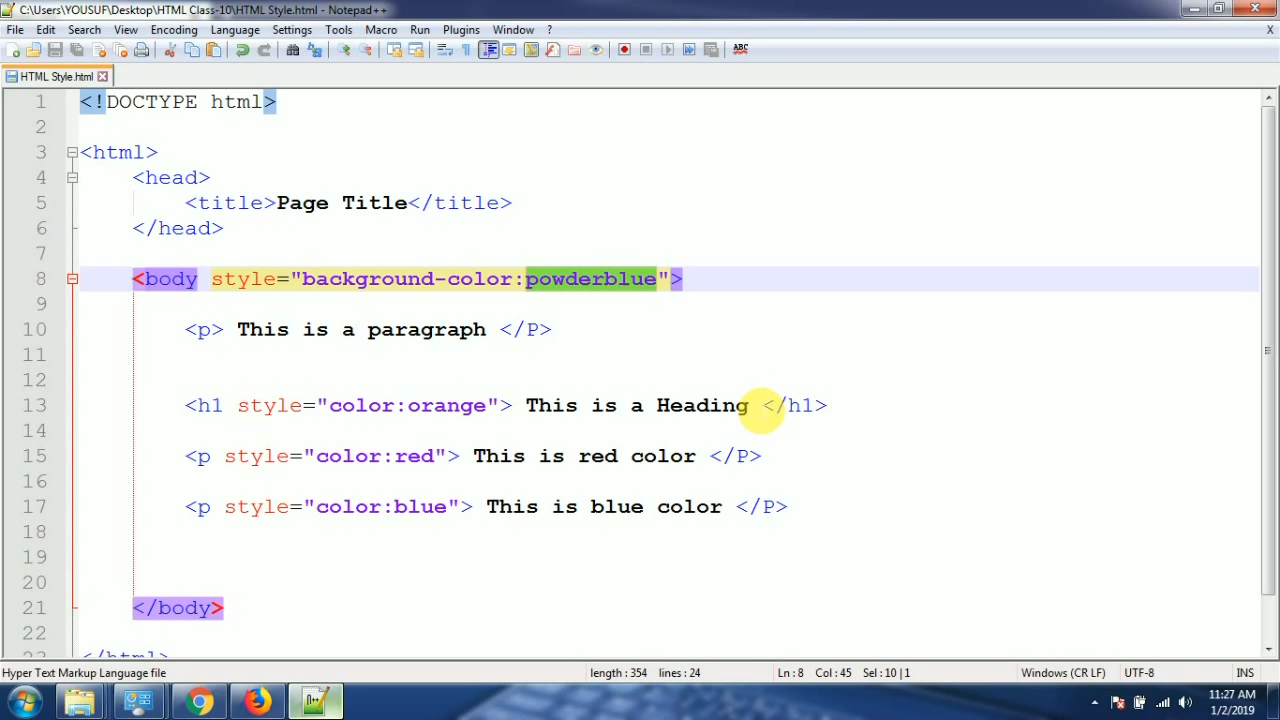 C:\Users\YOUSUF\Desktop\HTML Class-10\HTML Style.html - Notepad++
File Edit Search View Encoding Language Settings Tools Macro Run Plugins Window ? X
ABC
HTML Style.html
1 <!DOCTYPE html>
2
3 <html>
4 <head>
5 <title>Page Title</title>
6 </head>
7
8 <body style="background-color:powderblue">
9
10 <p> This is a paragraph </P>
11
12
13 <h1 style="color:orange"> This is a Heading </h1>
14
15 <p style="color:red"> This is red color </P>
16
17 <p style="color:blue"> This is blue color </P>
18
19
20
21 </body>
22
23 </html>
Hyper Text Markup Language file length : 354 lines : 24 Ln : 8 Col : 45 Sel : 10 | 1 Windows (CR LF) UTF-8 INS
11:27 AM
1/2/2019